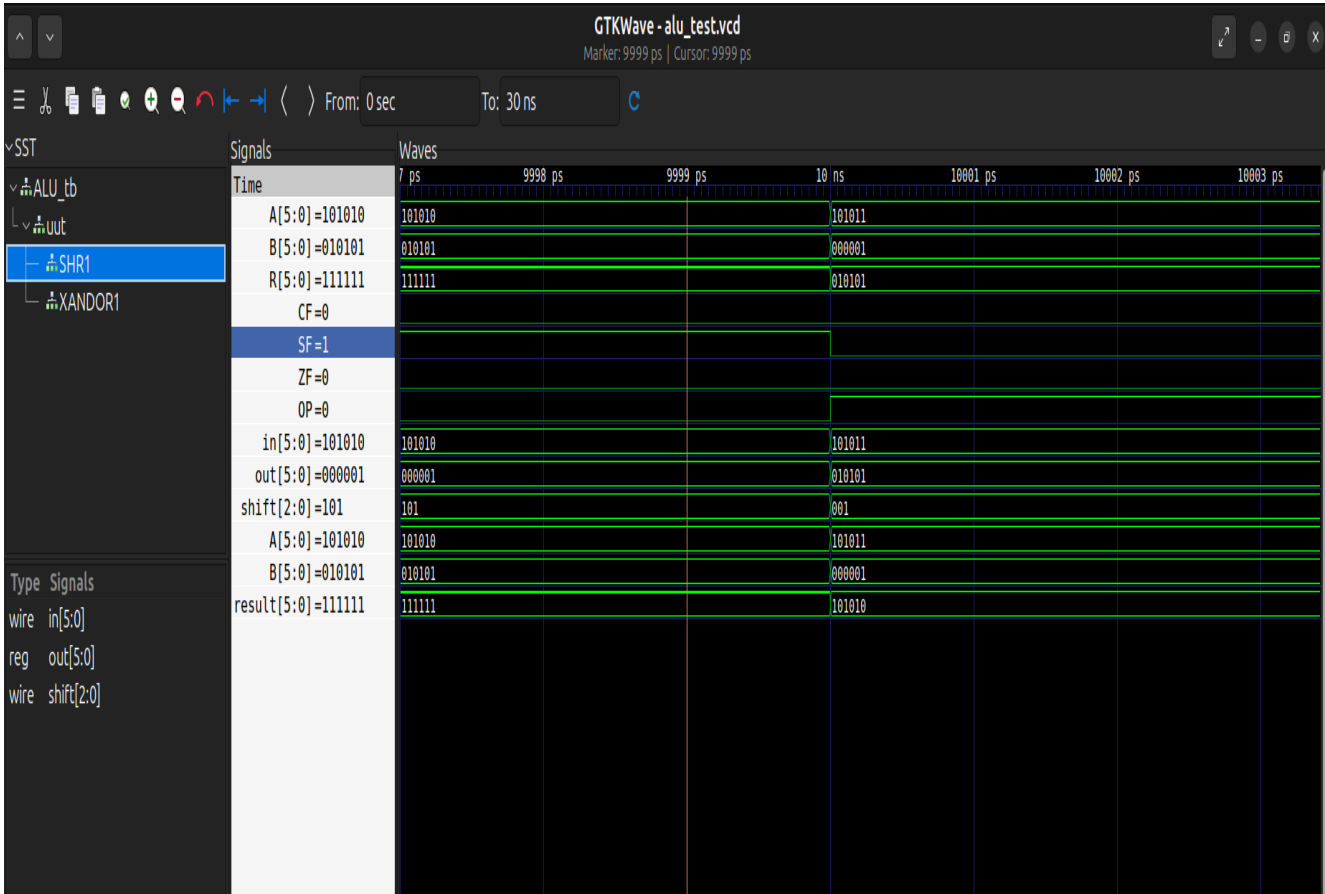 GTKWave - alu_test.vcd
Marker: 9999 ps | Cursor: 9999 ps
From: 0 sec To: 30 ns
SST
ALU_tb
uut
SHR1
XANDOR1
Type Signals
wire in[5:0]
reg out[5:0]
wire shift[2:0]
Signals
Time
A[5:0]=101010
B[5:0]=010101
R[5:0]=111111
CF=0
SF=1
ZF=0
OP=0
in[5:0]=101010
out[5:0]=000001
shift[2:0]=101
A[5:0]=101010
B[5:0]=010101
result[5:0]=111111
Waves
7 ps 9998 ps 9999 ps 10 ns 10001 ps 10002 ps 10003 ps
101010 101011
010101 000001
111111 010101
101010 101011
000001 010101
101 001
101010 101011
010101 000001
111111 101010